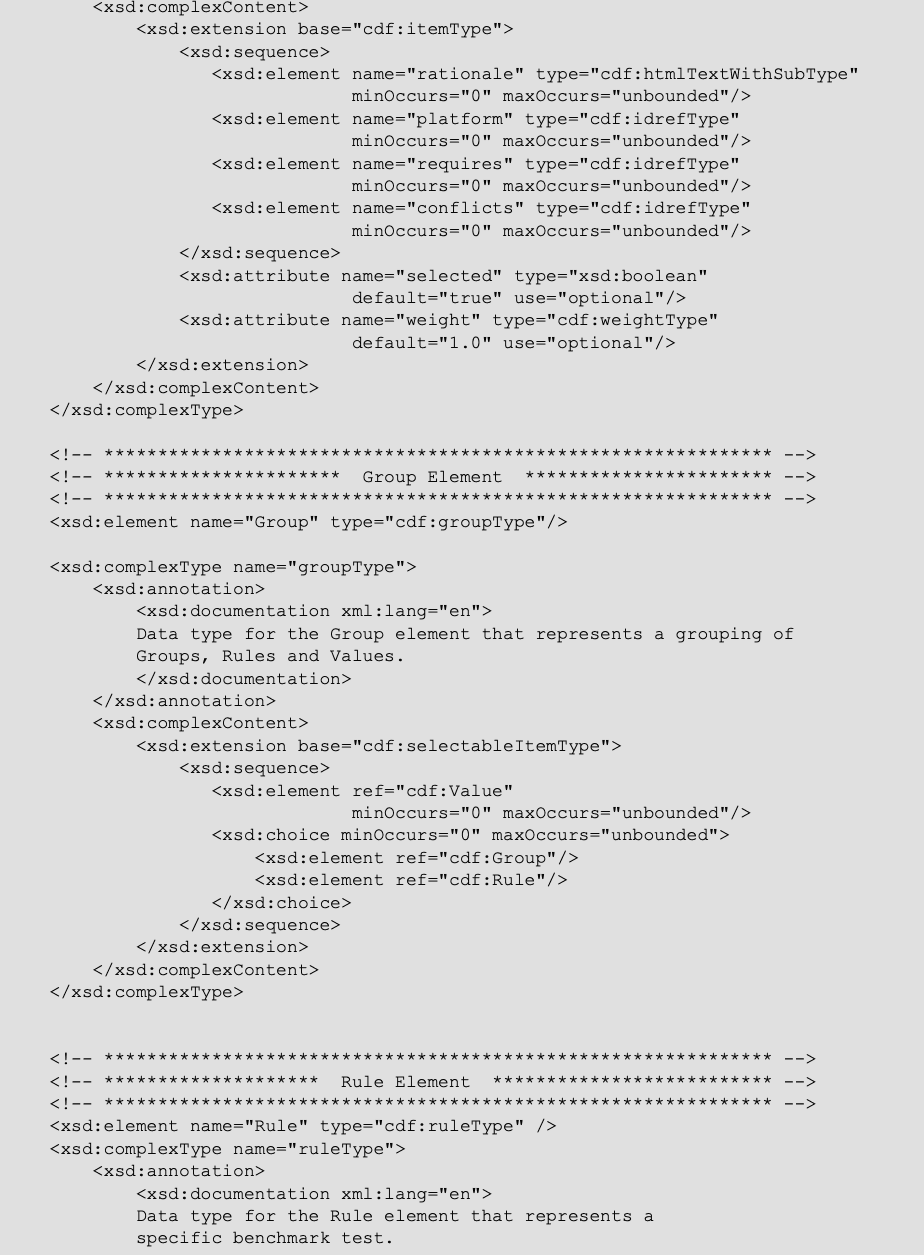 <xsd:complexContent>
<xsd:extension base="cdf:itemType">
<xsd:sequence>
<xsd:element name="rationale" type="cdf:htmlTextWithSubType"
minOccurs="0" maxOccurs="unbounded"/>
<xsd:element name="platform" type="cdf:idrefType"
minOccurs="0" maxOccurs="unbounded"/>
<xsd:element name="requires" type="cdf:idrefType"
minOccurs="0" maxOccurs="unbounded"/>
<xsd:element name="conflicts" type="cdf:idrefType"
minOccurs="0" maxOccurs="unbounded"/>
</xsd:sequence>
<xsd:attribute name="selected" type="xsd:boolean"
default="true" use="optional"/>
<xsd:attribute name="weight" type="cdf:weightType"
default="1.0" use="optional"/>
</xsd:extension>
</xsd:complexContent>
</xsd:complexType>
<!-- ************************************************************** -->
<!-- **********************  Group Element  *********************** -->
<!-- ************************************************************** -->
<xsd:element name="Group" type="cdf:groupType"/>
<xsd:complexType name="groupType">
<xsd:annotation>
<xsd:documentation xml:lang="en">
Data type for the Group element that represents a grouping of
Groups, Rules and Values.
</xsd:documentation>
</xsd:annotation>
<xsd:complexContent>
<xsd:extension base="cdf:selectableItemType">
<xsd:sequence>
<xsd:element ref="cdf:Value"
minOccurs="0" maxOccurs="unbounded"/>
<xsd:choice minOccurs="0" maxOccurs="unbounded">
<xsd:element ref="cdf:Group"/>
<xsd:element ref="cdf:Rule"/>
</xsd:choice>
</xsd:sequence>
</xsd:extension>
</xsd:complexContent>
</xsd:complexType>
<!-- ************************************************************** -->
<!-- ********************  Rule Element  ************************** -->
<!-- ************************************************************** -->
<xsd:element name="Rule" type="cdf:ruleType" />
<xsd:complexType name="ruleType">
<xsd:annotation>
<xsd:documentation xml:lang="en">
Data type for the Rule element that represents a
specific benchmark test.